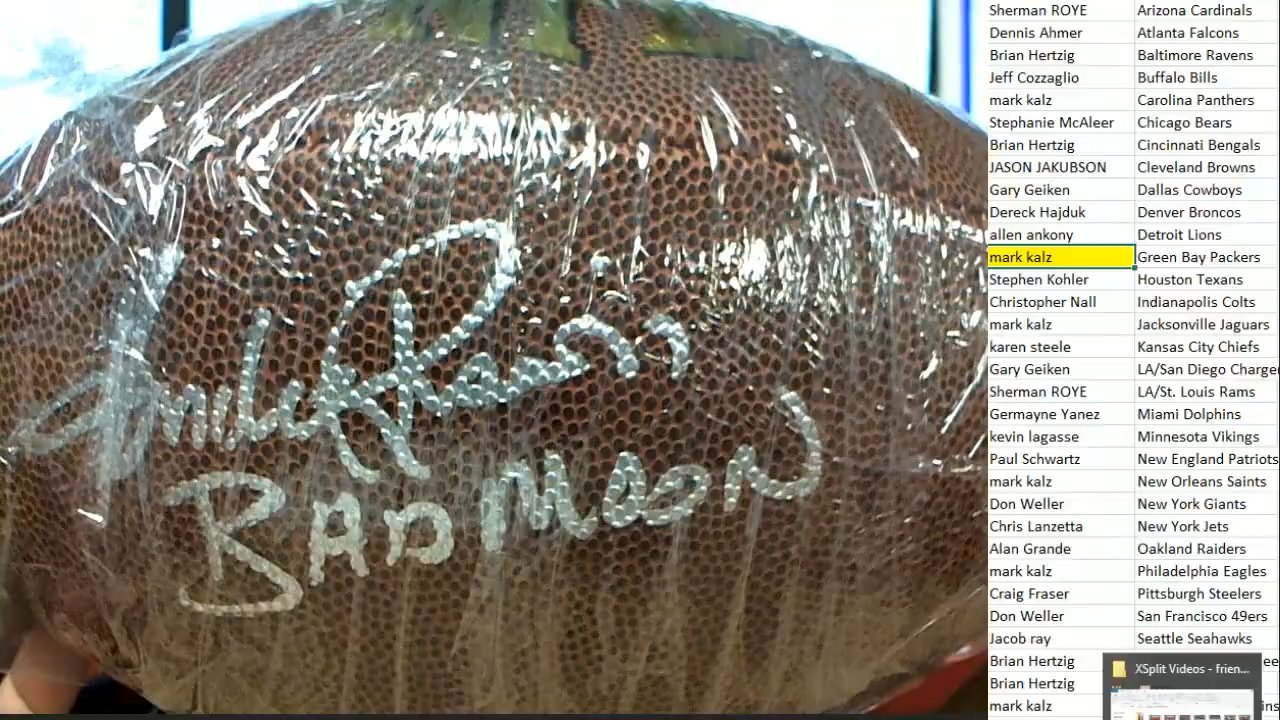 Andre Rison
BAD MOON
Sherman ROYE Arizona Cardinals
Dennis Ahmer Atlanta Falcons
Brian Hertzig Baltimore Ravens
Jeff Cozzaglio Buffalo Bills
mark kalz Carolina Panthers
Stephanie McAleer Chicago Bears
Brian Hertzig Cincinnati Bengals
JASON JAKUBSON Cleveland Browns
Gary Geiken Dallas Cowboys
Dereck Hajduk Denver Broncos
allen ankony Detroit Lions
mark kalz Green Bay Packers
Stephen Kohler Houston Texans
Christopher Nall Indianapolis Colts
mark kalz Jacksonville Jaguars
karen steele Kansas City Chiefs
Gary Geiken LA/San Diego Charge
Sherman ROYE LA/St. Louis Rams
Germayne Yanez Miami Dolphins
kevin lagasse Minnesota Vikings
Paul Schwartz New England Patriots
mark kalz New Orleans Saints
Don Weller New York Giants
Chris Lanzetta New York Jets
Alan Grande Oakland Raiders
mark kalz Philadelphia Eagles
Craig Fraser Pittsburgh Steelers
Don Weller San Francisco 49ers
Jacob ray Seattle Seahawks
Brian Hertzig
Brian Hertzig
mark kalz
XSplit Videos - frien...